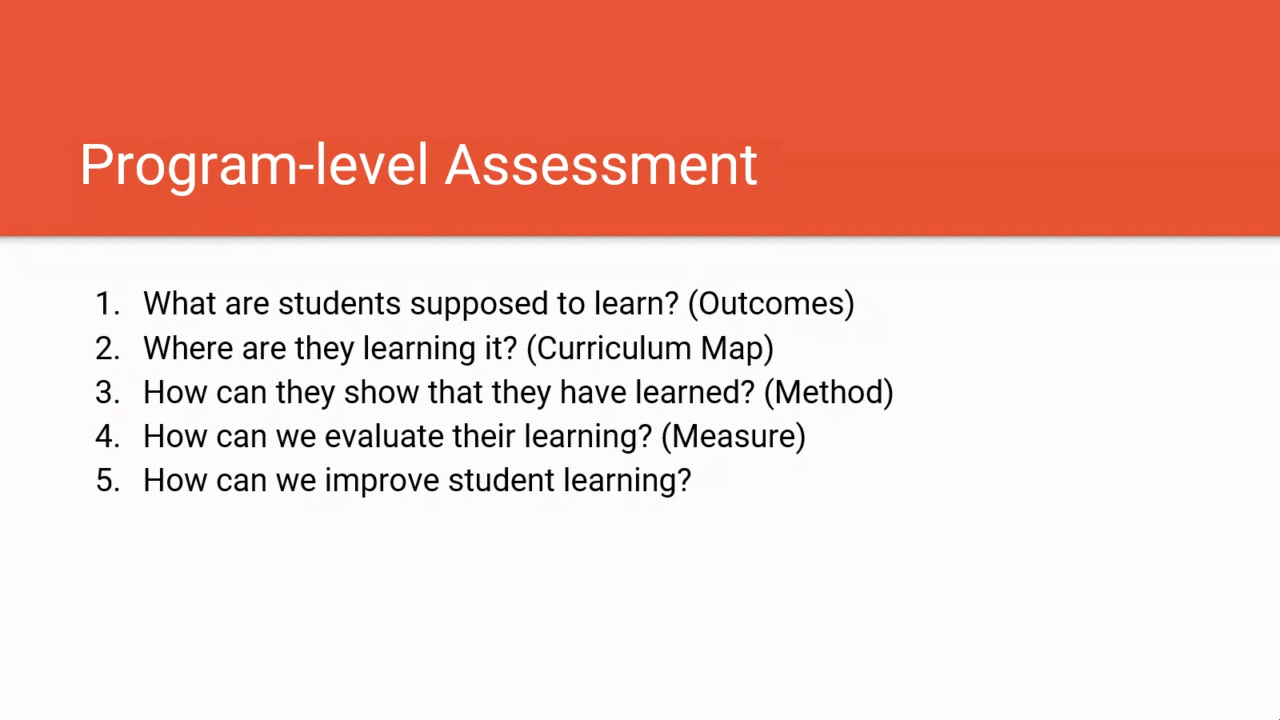 Program-level Assessment
1. What are students supposed to learn? (Outcomes)
2. Where are they learning it? (Curriculum Map)
3. How can they show that they have learned? (Method)
4. How can we evaluate their learning? (Measure)
5. How can we improve student learning?